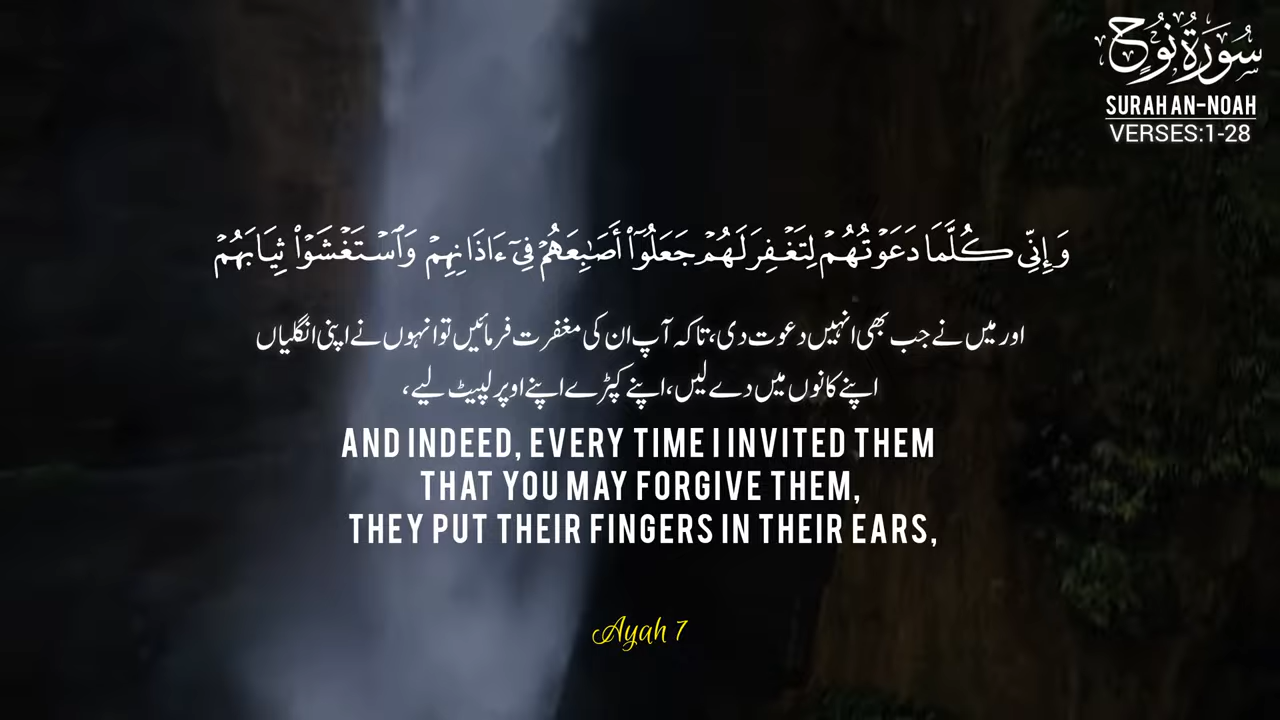 سُورَةُ نُوحٍ
SURAH AN-NOAH
VERSES:1-28
وَإِنِّى كُلَّمَا دَعَوْتُهُمْ لِتَغْفِرَ لَهُمْ جَعَلُوٓا۟ أَصَـٰبِعَهُمْ فِىٓ ءَاذَانِهِمْ وَٱسْتَغْشَوْا۟ ثِيَابَهُمْ
اور میں نے جب بھی انہیں دعوت دی، تاکہ آپ ان کی مغفرت فرمائیں تو انہوں نے اپنی انگلیاں
اپنے کانوں میں دے لیں، اپنے کپڑے اپنے اوپر لپیٹ لیے،
AND INDEED, EVERY TIME I INVITED THEM
THAT YOU MAY FORGIVE THEM,
THEY PUT THEIR FINGERS IN THEIR EARS,
Ayah 7